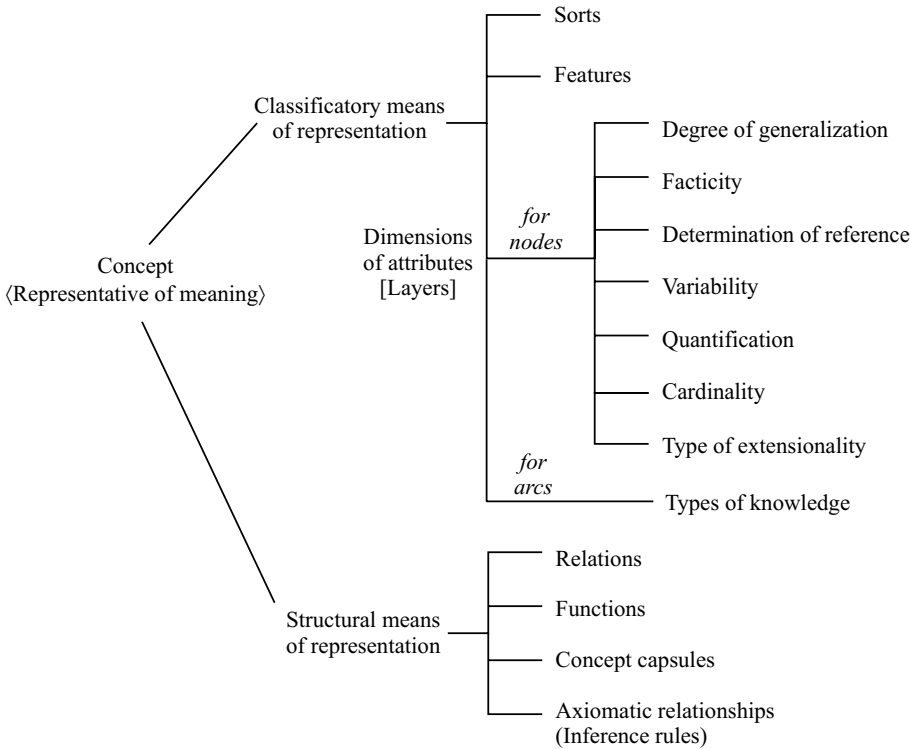 Concept
⟨Representative of meaning⟩
Classificatory means
of representation
Sorts
Features
Dimensions
of attributes
[Layers]
for
nodes
Degree of generalization
Facticity
Determination of reference
Variability
Quantification
Cardinality
Type of extensionality
for
arcs
Types of knowledge
Structural means
of representation
Relations
Functions
Concept capsules
Axiomatic relationships
(Inference rules)